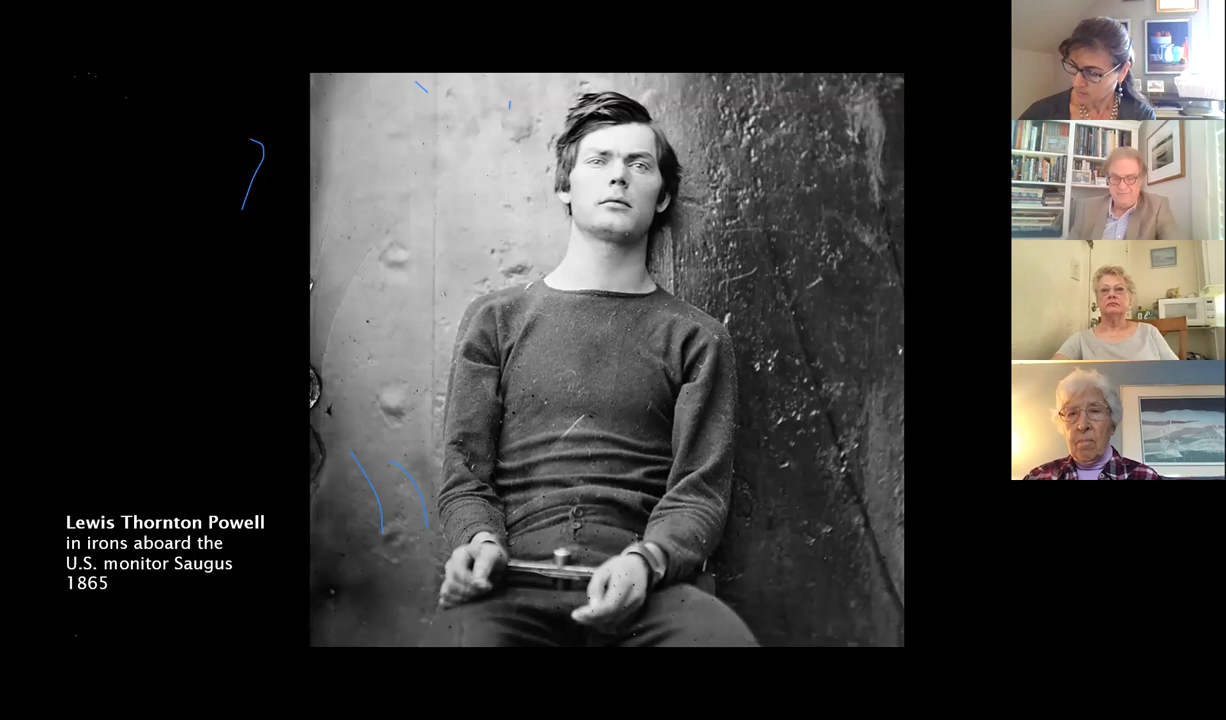 Lewis Thornton Powell
in irons aboard the
U.S. monitor Saugus
1865